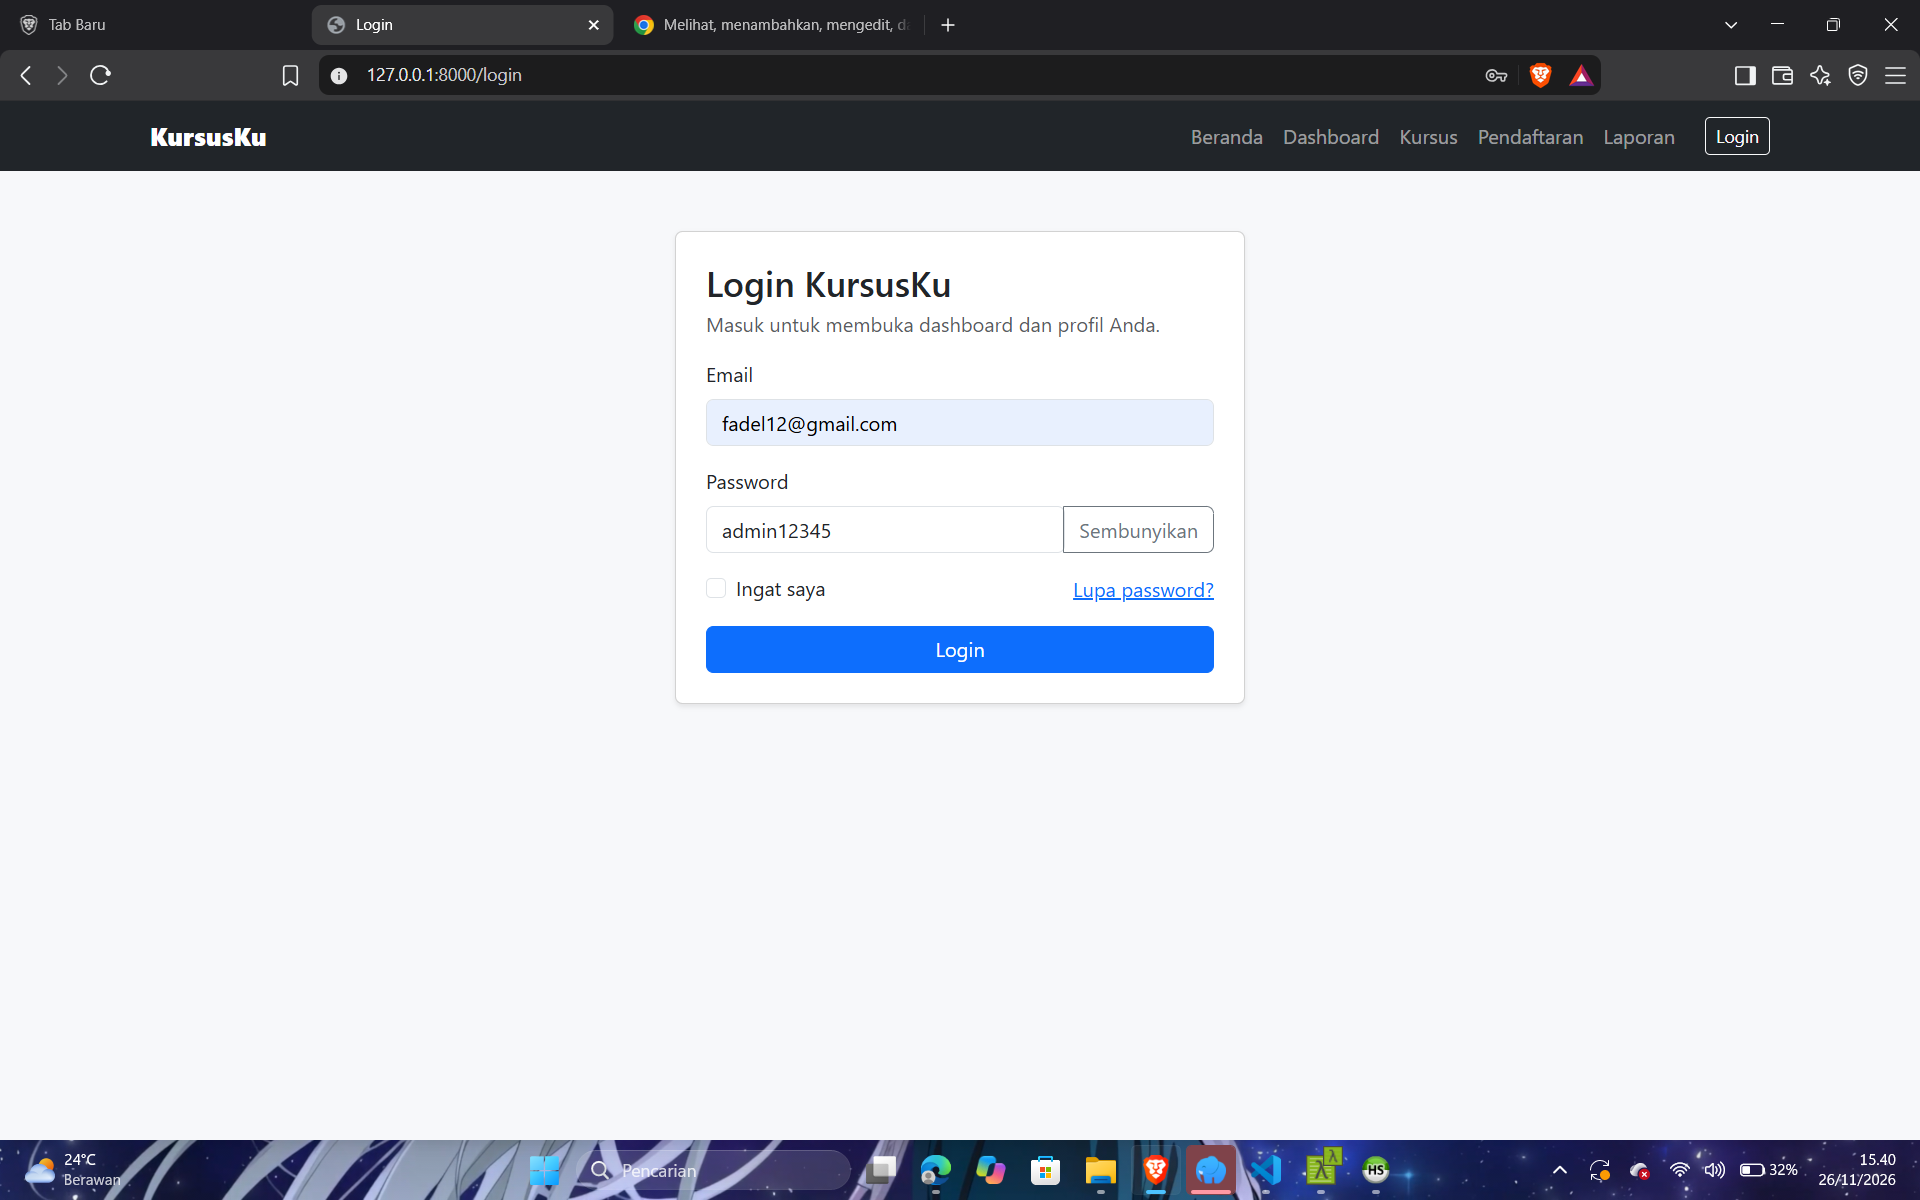 Tab Baru
Login
Melihat, menambahkan, mengedit, da
127.0.0.1:8000/login
KursusKu
Beranda Dashboard Kursus Pendaftaran Laporan Login
Login KursusKu
Masuk untuk membuka dashboard dan profil Anda.
Email
fadel12@gmail.com
Password
admin12345 Sembunyikan
Ingat saya Lupa password?
Login
24°C
Berawan
Pencarian
HS
32%
15.40
26/11/2026